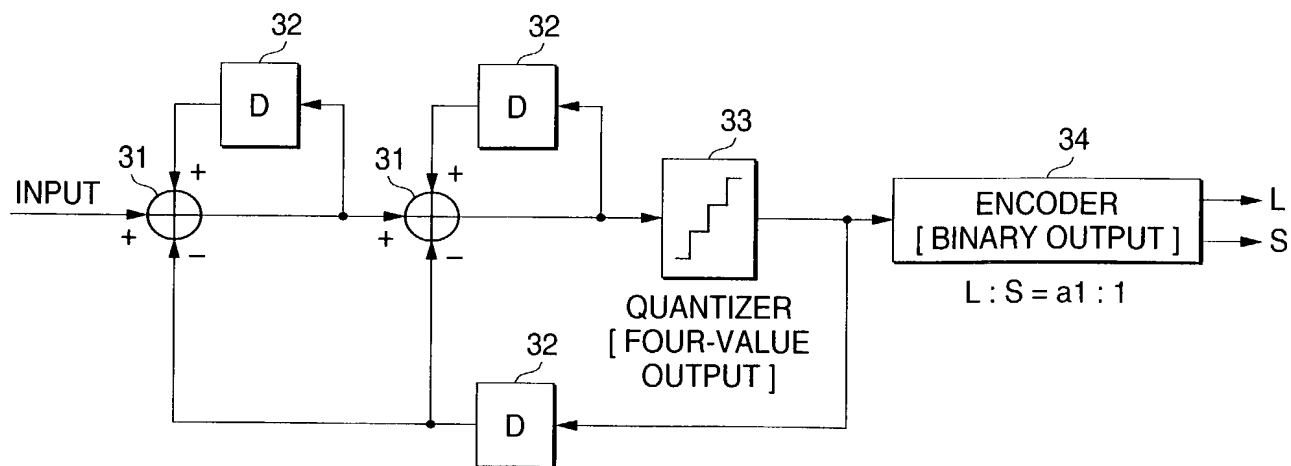 32
32
D
D
33
31
31
34
INPUT
+
+
+
+
−
−
ENCODER
[ BINARY OUTPUT ]
L
S
L : S = a1 : 1
QUANTIZER
[ FOUR-VALUE
OUTPUT ]
32
D